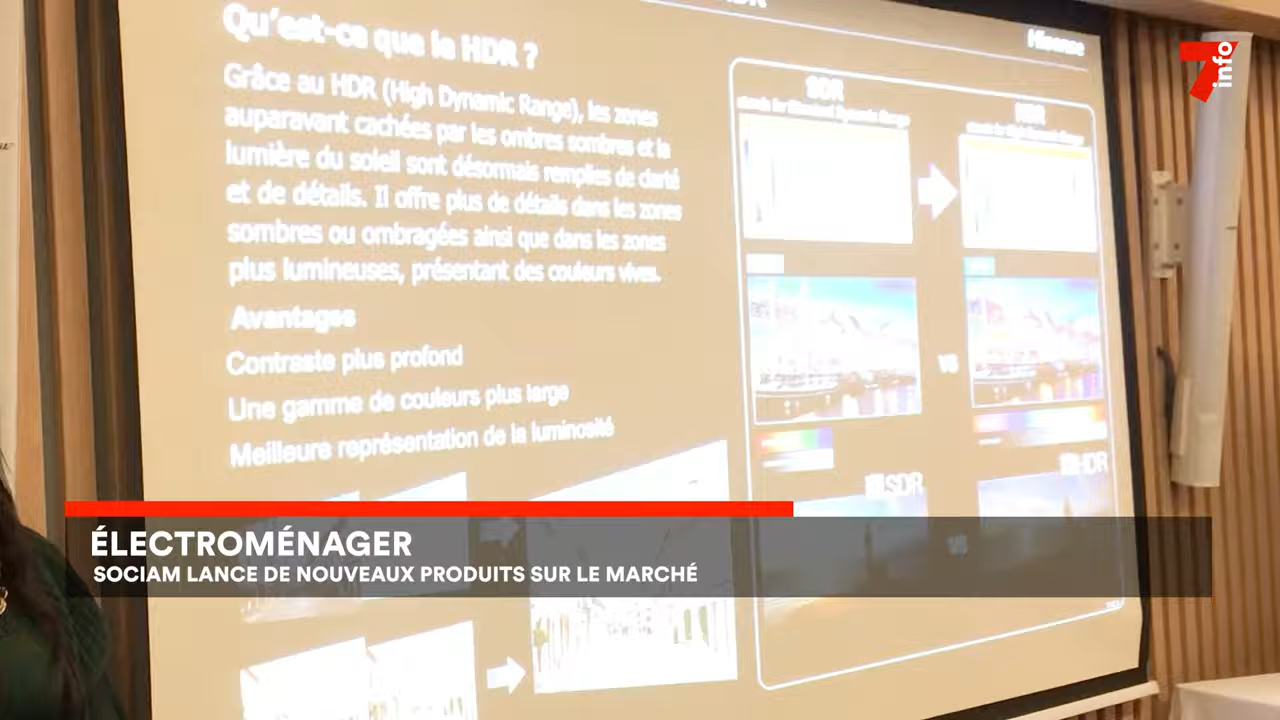 HDR
Hisense
7 info
Qu'est-ce que le HDR ?
Grâce au HDR (High Dynamic Range), les zones
auparavant cachées par les ombres sombres et la
lumière du soleil sont désormais remplies de clarté
et de détails. Il offre plus de détails dans les zones
sombres ou ombragées ainsi que dans les zones
plus lumineuses, présentant des couleurs vives.
Avantages
Contraste plus profond
Une gamme de couleurs plus large
Meilleure représentation de la luminosité
SDR
HDR
VS
SDR
HDR
VS
ÉLECTROMÉNAGER
SOCIAM LANCE DE NOUVEAUX PRODUITS SUR LE MARCHÉ